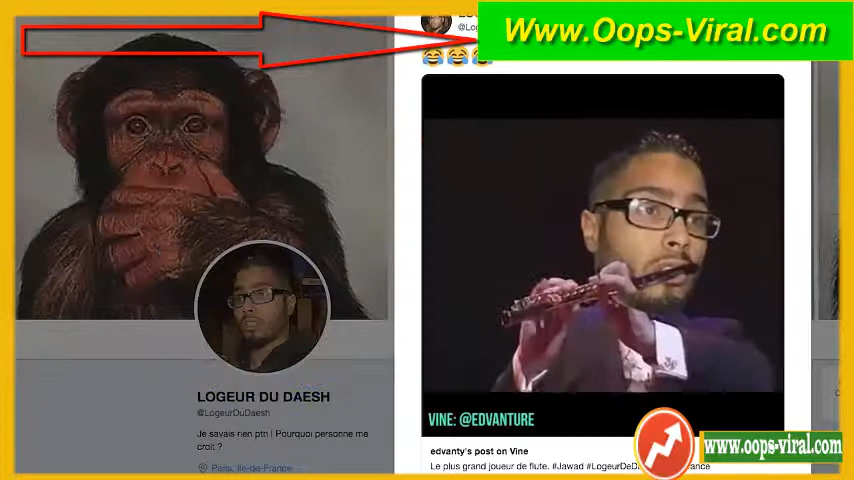 Www.Oops-Viral.com
LOGEUR DU DAESH
@LogeurDuDaesh
Je savais rien ptn ! Pourquoi personne me
croit ?
Paris, Ile-de-France
VINE: @EDVANTURE
edvanty's post on Vine
Le plus grand joueur de flute. #Jawad
www.oops-viral.com